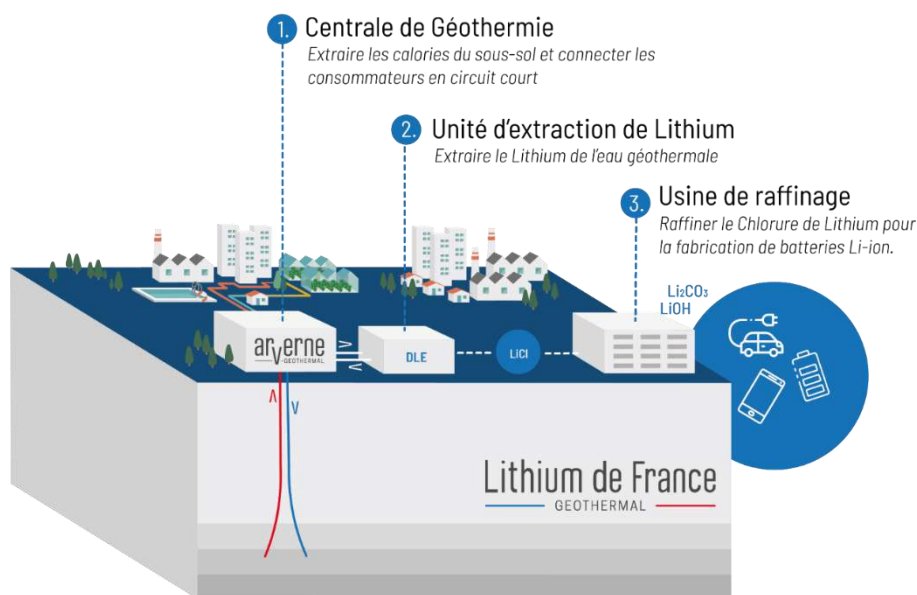 1. Centrale de Géothermie
Extraire les calories du sous-sol et connecter les
consommateurs en circuit court
2. Unité d'extraction de Lithium
Extraire le Lithium de l'eau géothermale
3. Usine de raffinage
Raffiner le Chlorure de Lithium pour
la fabrication de batteries Li-ion.
Li₂CO₃
LiOH
arverne
GEOTHERMAL
DLE
LiCl
Lithium de France
GEOTHERMAL